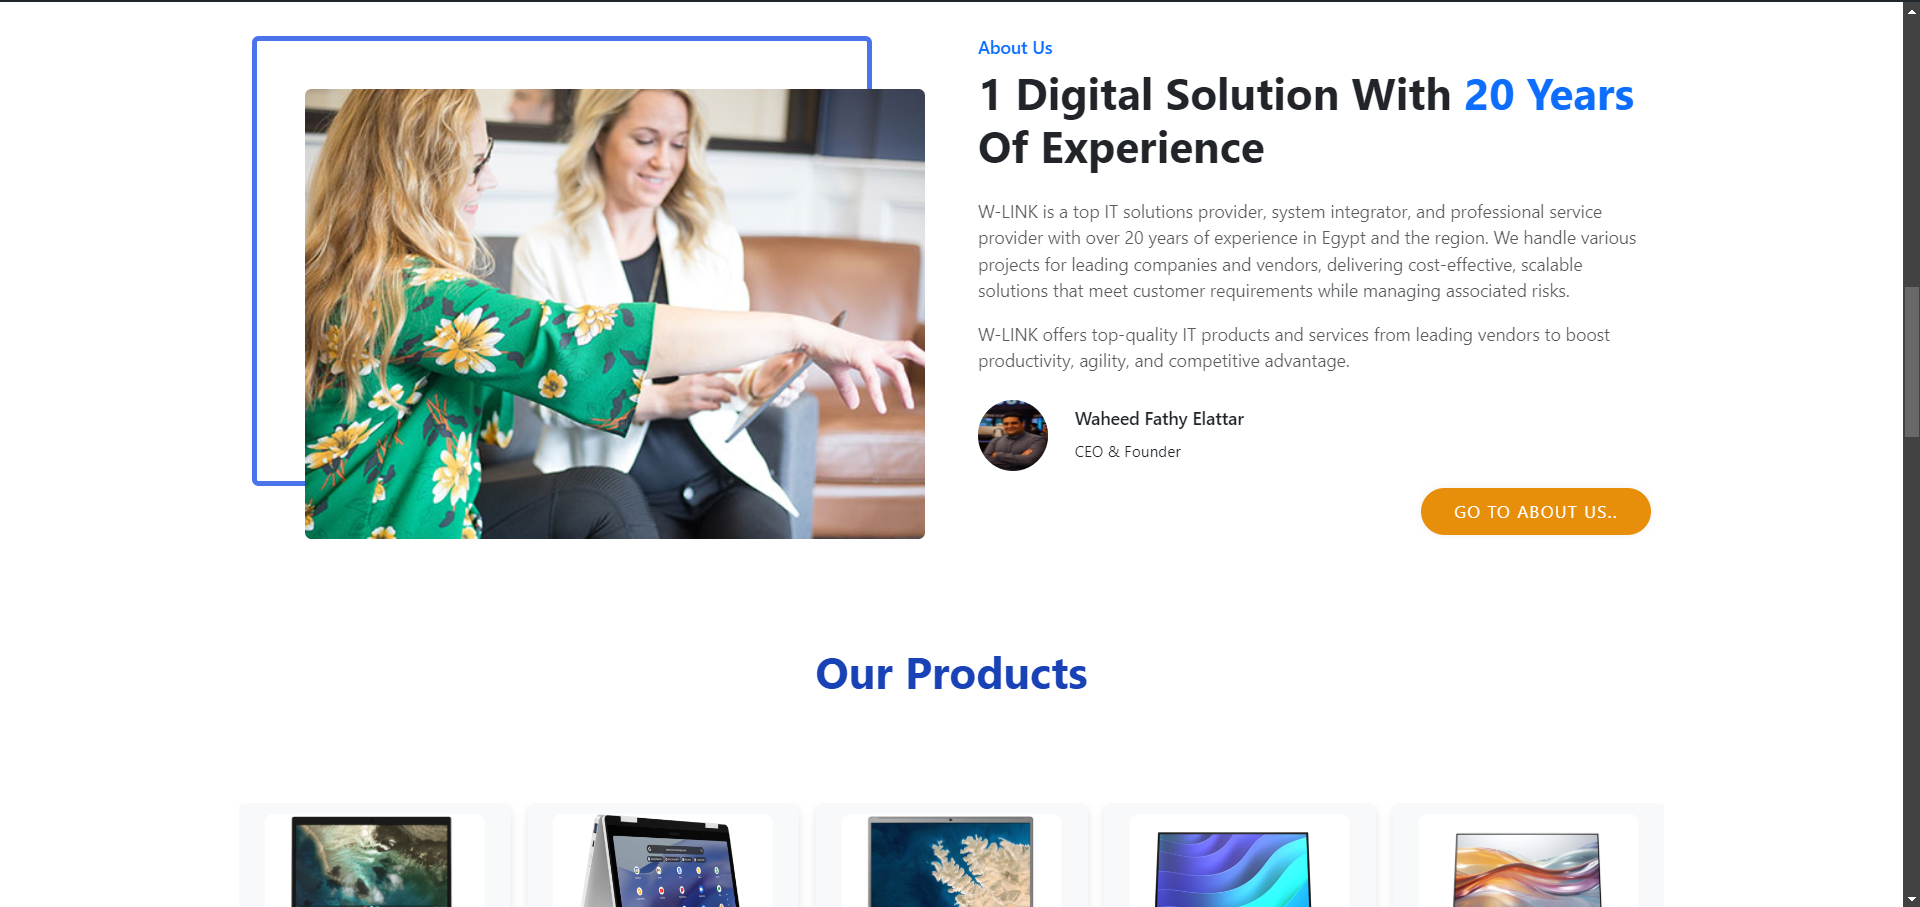 About Us
1 Digital Solution With 20 Years
Of Experience
W-LINK is a top IT solutions provider, system integrator, and professional service
provider with over 20 years of experience in Egypt and the region. We handle various
projects for leading companies and vendors, delivering cost-effective, scalable
solutions that meet customer requirements while managing associated risks.
W-LINK offers top-quality IT products and services from leading vendors to boost
productivity, agility, and competitive advantage.
Waheed Fathy Elattar
CEO & Founder
GO TO ABOUT US..
Our Products